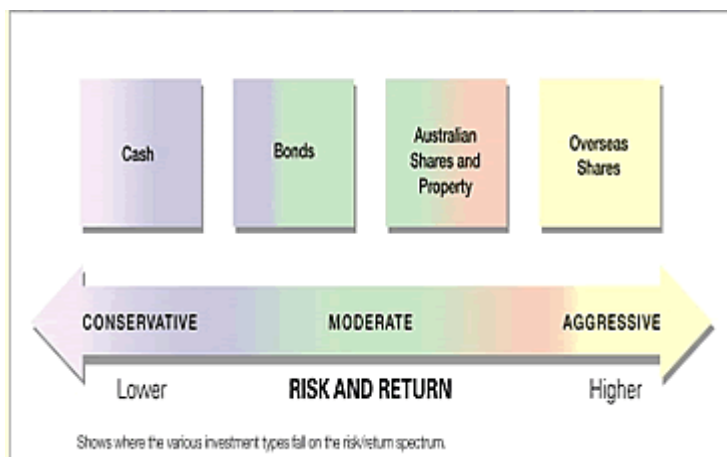 Cash
Bonds
Australian
Shares and
Property
Overseas
Shares
CONSERVATIVE MODERATE AGGRESSIVE
Lower RISK AND RETURN Higher
Shows where the various investment types fall on the risk/return spectrum.